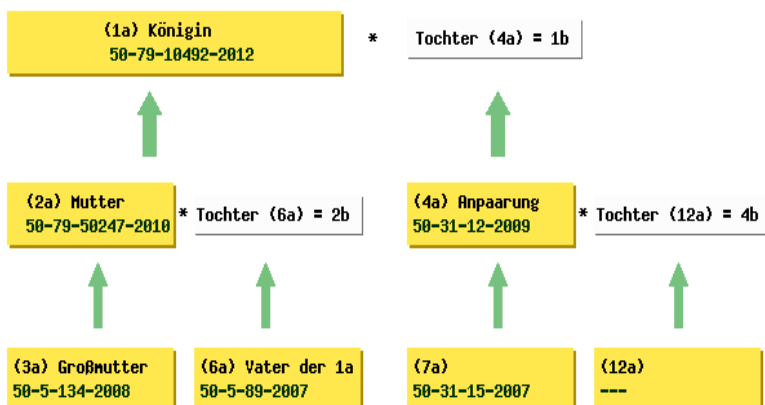 (1a) Königin * Tochter (4a) = 1b
50-79-10492-2012
(2a) Mutter
50-79-50247-2010
* Tochter (6a) = 2b
(4a) Anpaarung
50-31-12-2009
* Tochter (12a) = 4b
(3a) Großmutter
50-5-134-2008
(6a) Vater der 1a
50-5-89-2007
(7a)
50-31-15-2007
(12a)
---